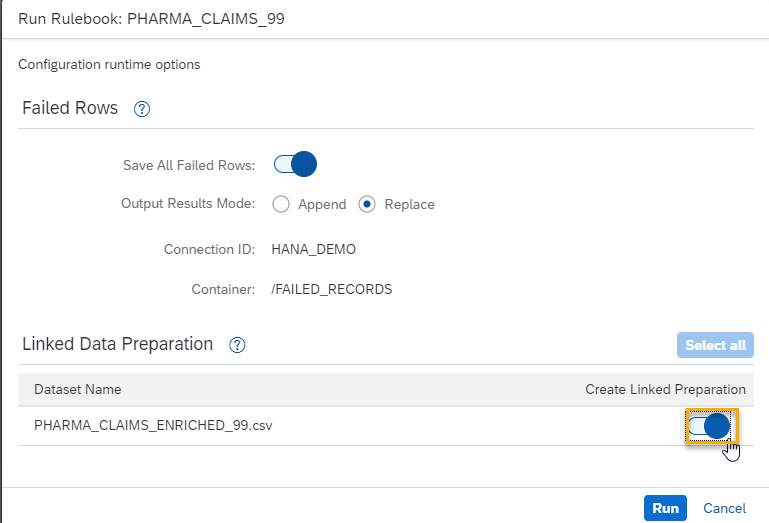 Run Rulebook: PHARMA_CLAIMS_99
Configuration runtime options
Failed Rows ?
Save All Failed Rows:
Output Results Mode: Append Replace
Connection ID: HANA_DEMO
Container: /FAILED_RECORDS
Linked Data Preparation ? Select all
Dataset Name Create Linked Preparation
PHARMA_CLAIMS_ENRICHED_99.csv
Run Cancel